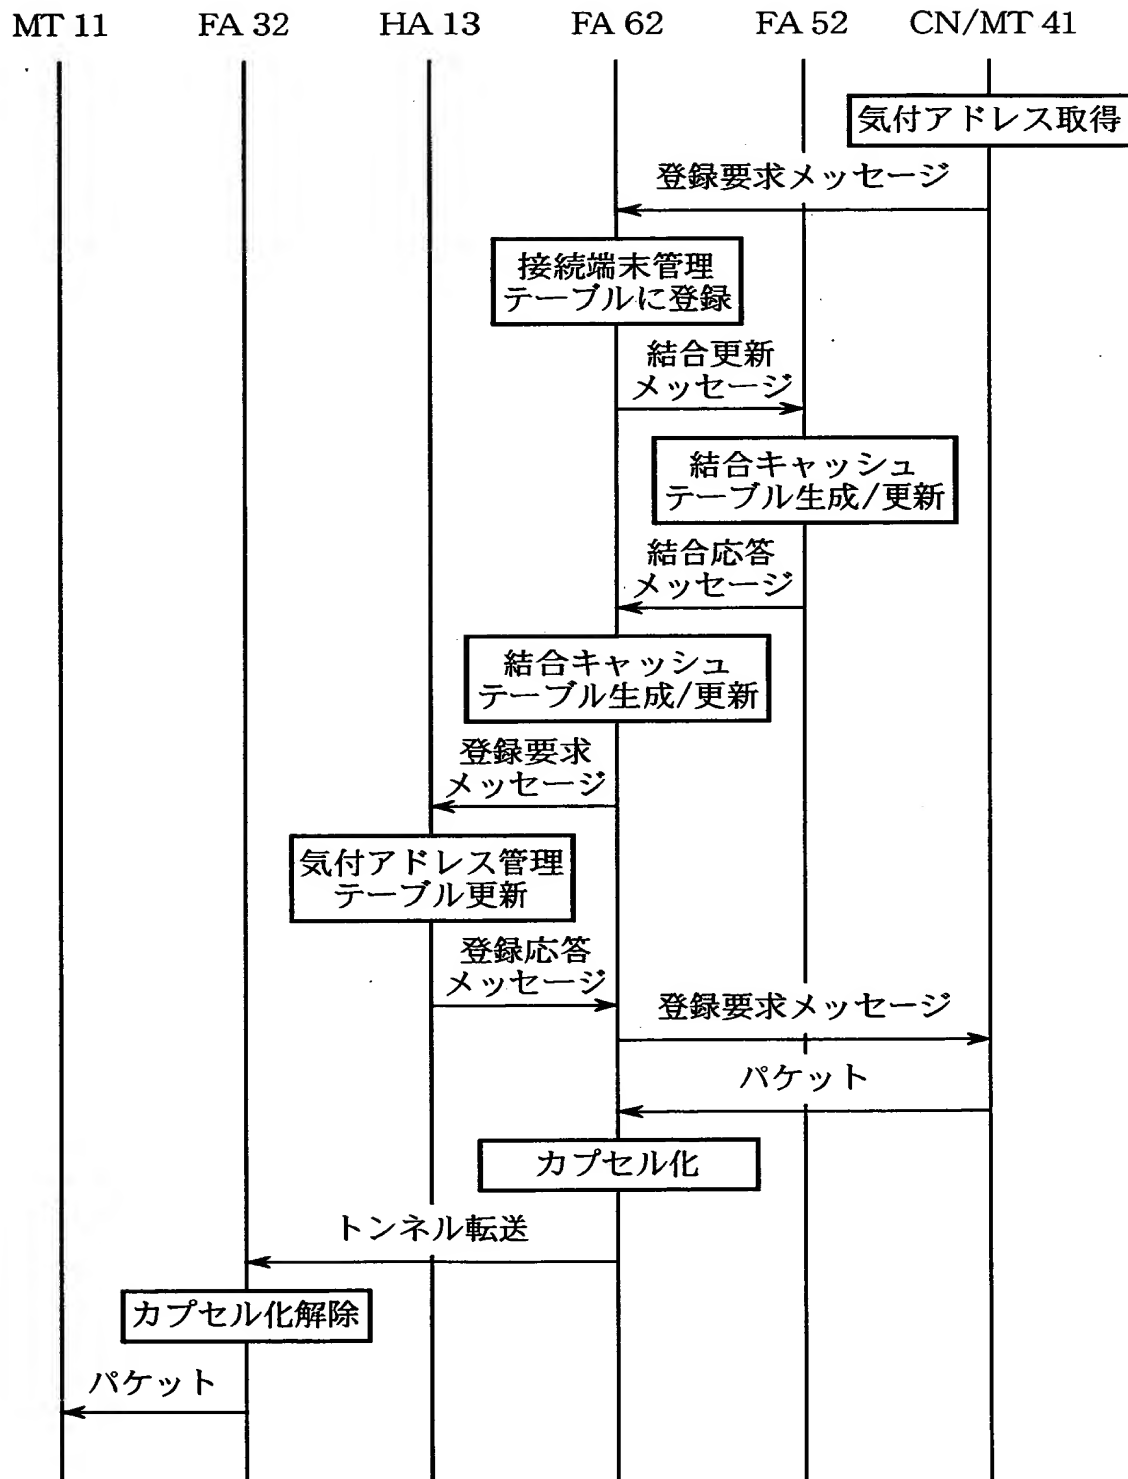 MT 11 FA 32 HA 13 FA 62 FA 52 CN/MT 41
気付アドレス取得
登録要求メッセージ
接続端末管理
テーブルに登録
結合更新
メッセージ
結合キャッシュ
テーブル生成/更新
結合応答
メッセージ
結合キャッシュ
テーブル生成/更新
登録要求
メッセージ
気付アドレス管理
テーブル更新
登録応答
メッセージ
登録要求メッセージ
パケット
カプセル化
トンネル転送
カプセル化解除
パケット